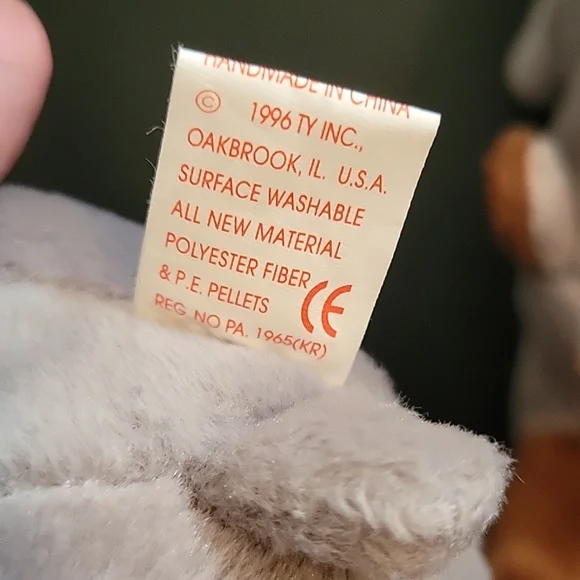 HANDMADE IN CHINA
© 1996 TY INC.,
OAKBROOK, IL. U.S.A.
SURFACE WASHABLE
ALL NEW MATERIAL
POLYESTER FIBER
& P.E. PELLETS CE
REG. NO PA. 1965(KR)